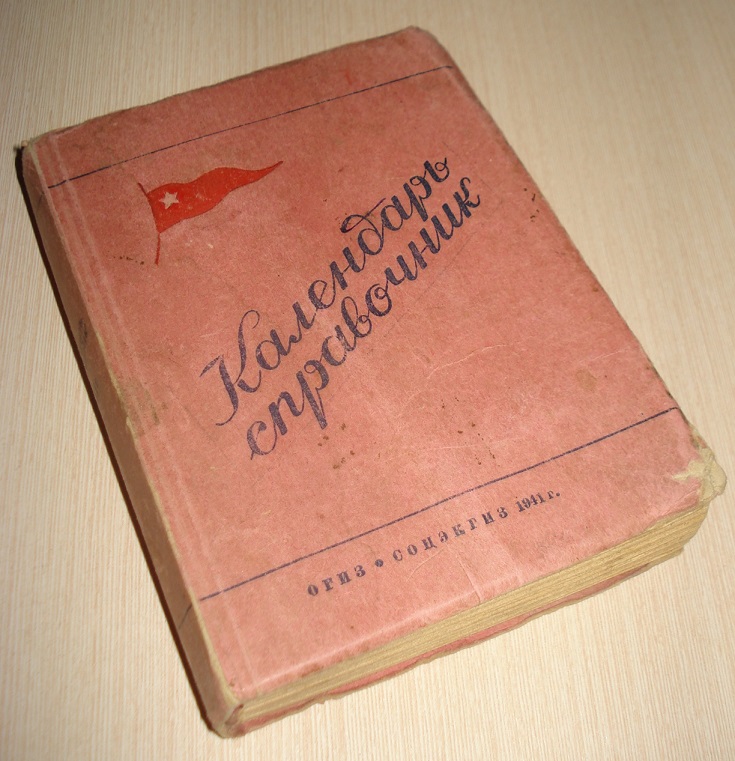 Календарь
справочник
ОГИЗ • СОЦЭКГИЗ 1941 г.